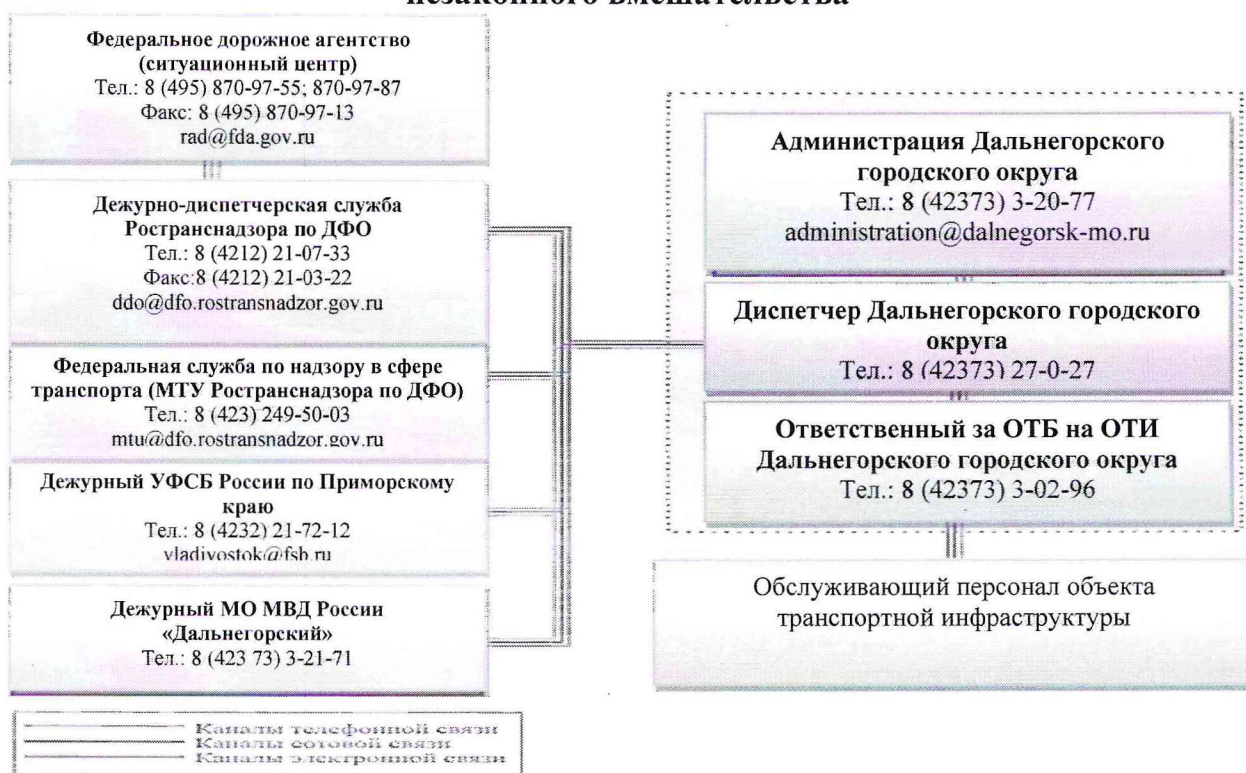 незаконного вмешательства
Федеральное дорожное агентство
(ситуационный центр)
Тел.: 8 (495) 870-97-55; 870-97-87
Факс: 8 (495) 870-97-13
rad@fda.gov.ru
Дежурно-диспетчерская служба
Ространснадзора по ДФО
Тел.: 8 (4212) 21-07-33
Факс:8 (4212) 21-03-22
ddo@dfo.rostransnadzor.gov.ru
Федеральная служба по надзору в сфере
транспорта (МТУ Ространснадзора по ДФО)
Тел.: 8 (423) 249-50-03
mtu@dfo.rostransnadzor.gov.ru
Дежурный УФСБ России по Приморскому
краю
Тел.: 8 (4232) 21-72-12
vladivostok@fsb.ru
Дежурный МО МВД России
«Дальнегорский»
Тел.: 8 (423 73) 3-21-71
Администрация Дальнегорского
городского округа
Тел.: 8 (42373) 3-20-77
administration@dalnegorsk-mo.ru
Диспетчер Дальнегорского городского
округа
Тел.: 8 (42373) 27-0-27
Ответственный за ОТБ на ОТИ
Дальнегорского городского округа
Тел.: 8 (42373) 3-02-96
Обслуживающий персонал объекта
транспортной инфраструктуры
Каналы телефонной связи
Каналы сотовой связи
Каналы электронной связи